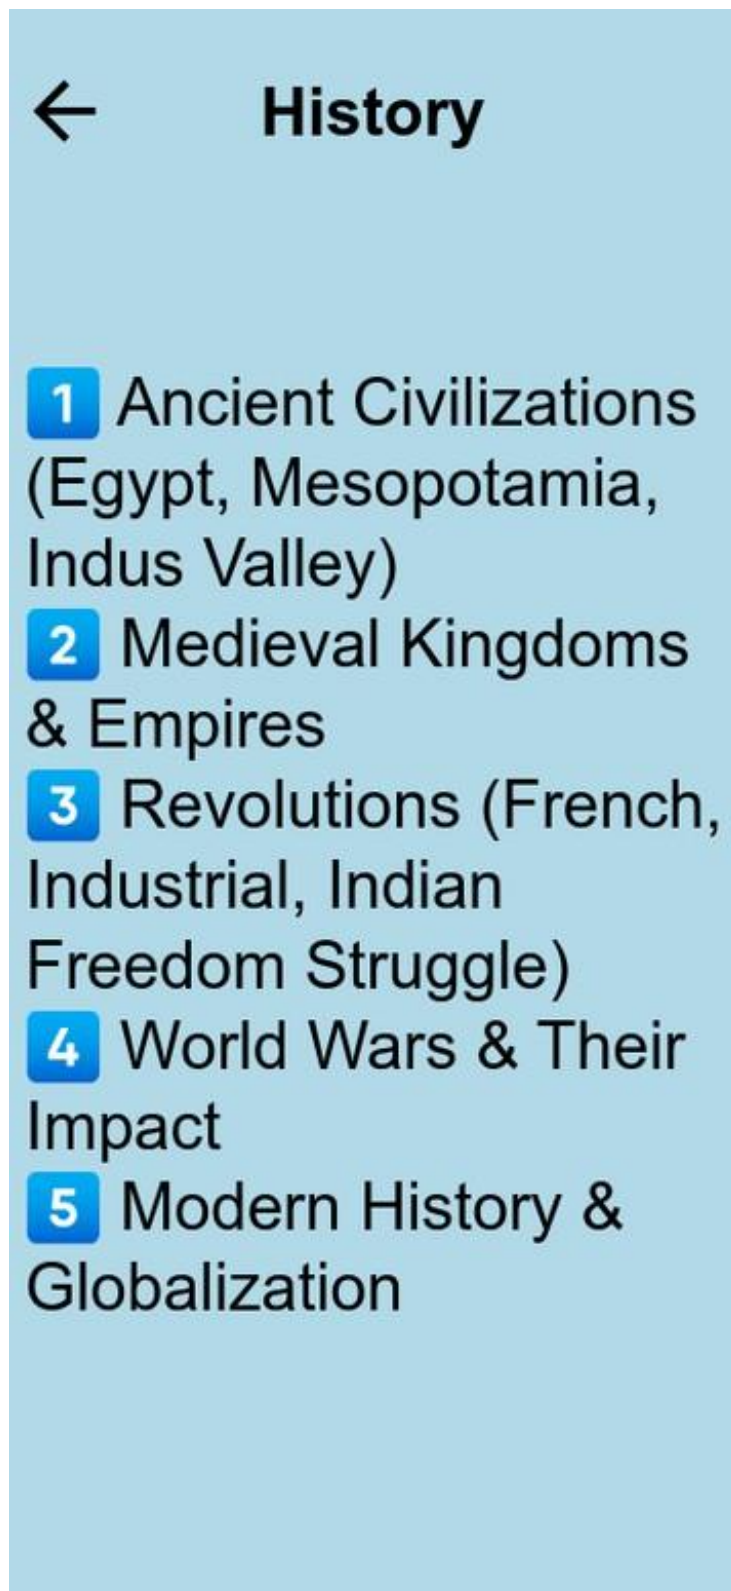 History
1️⃣ Ancient Civilizations
(Egypt, Mesopotamia,
Indus Valley)
2️⃣ Medieval Kingdoms
& Empires
3️⃣ Revolutions (French,
Industrial, Indian
Freedom Struggle)
4️⃣ World Wars & Their
Impact
5️⃣ Modern History &
Globalization